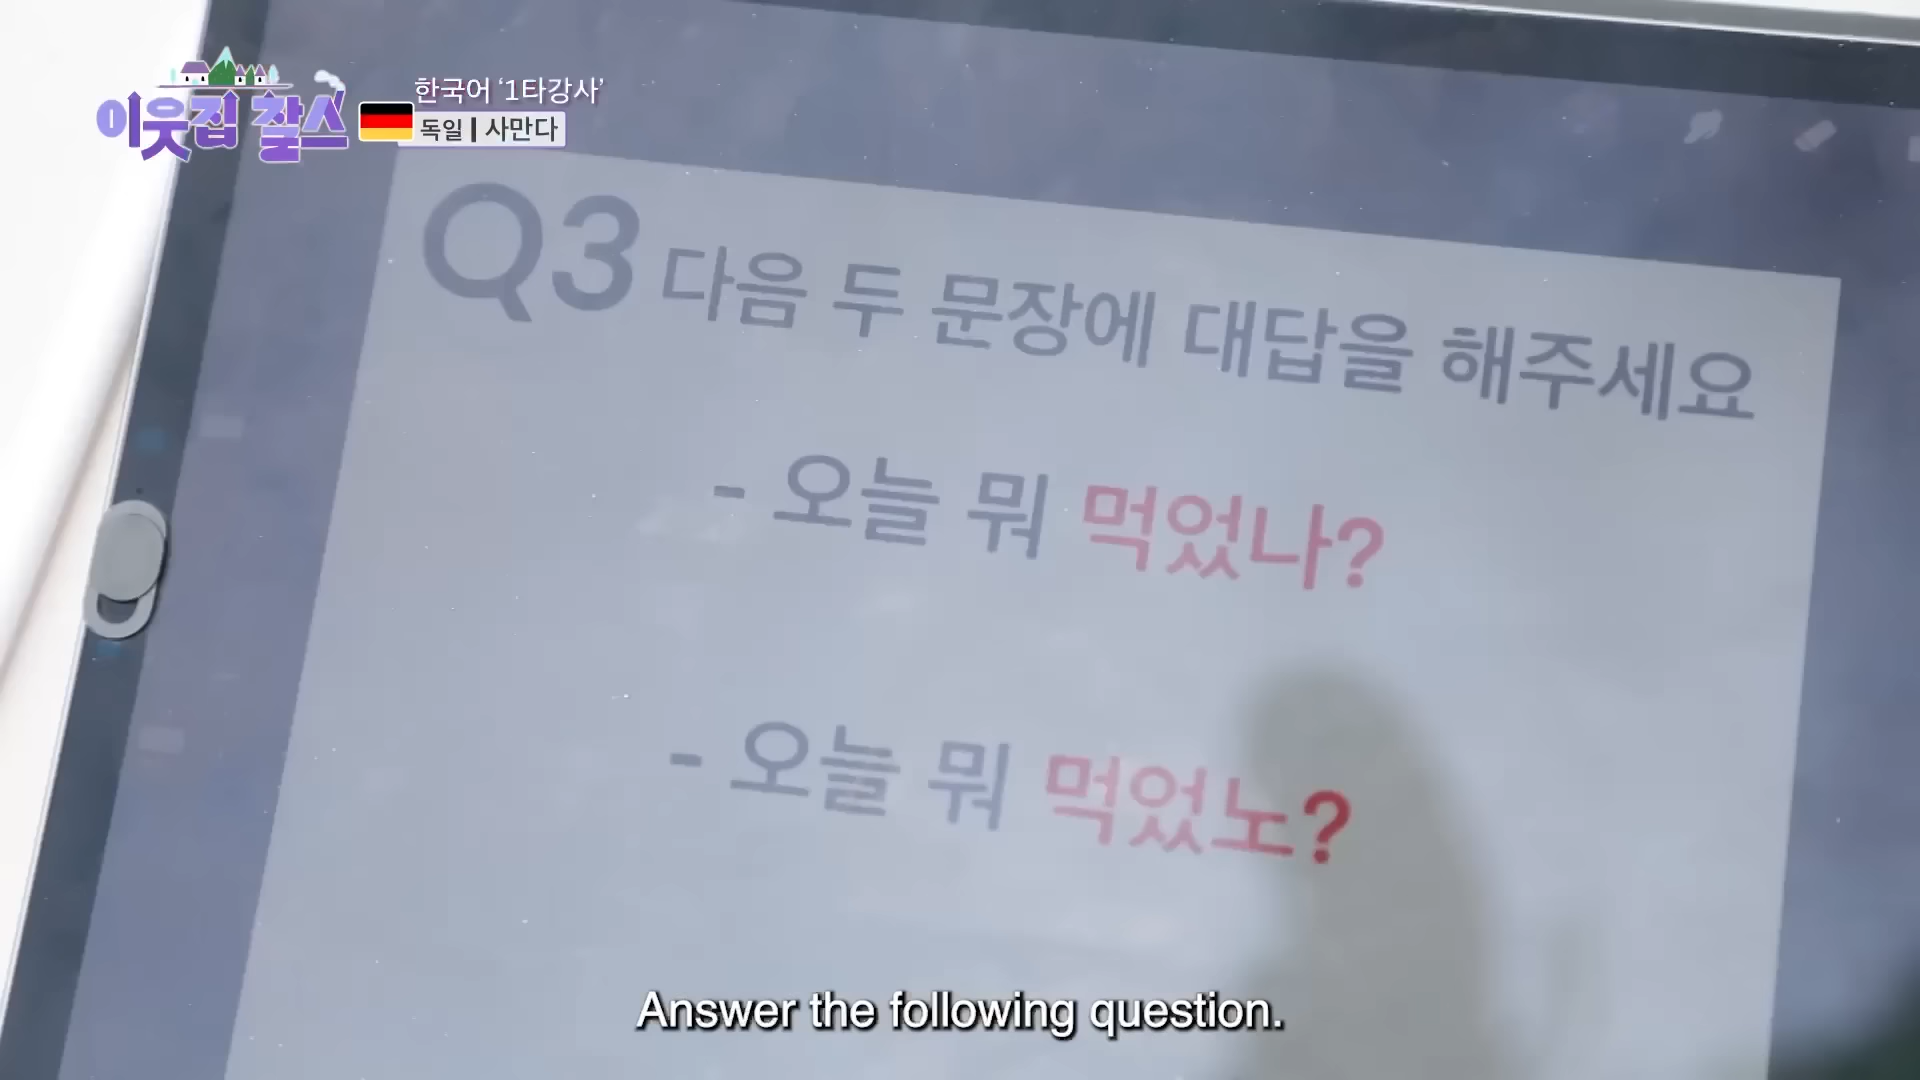 이웃집 찰스
한국어 ‘1타강사’
독일 | 사만다
Q3 다음 두 문장에 대답을 해주세요
- 오늘 뭐 먹었나?
- 오늘 뭐 먹었노?
Answer the following question.